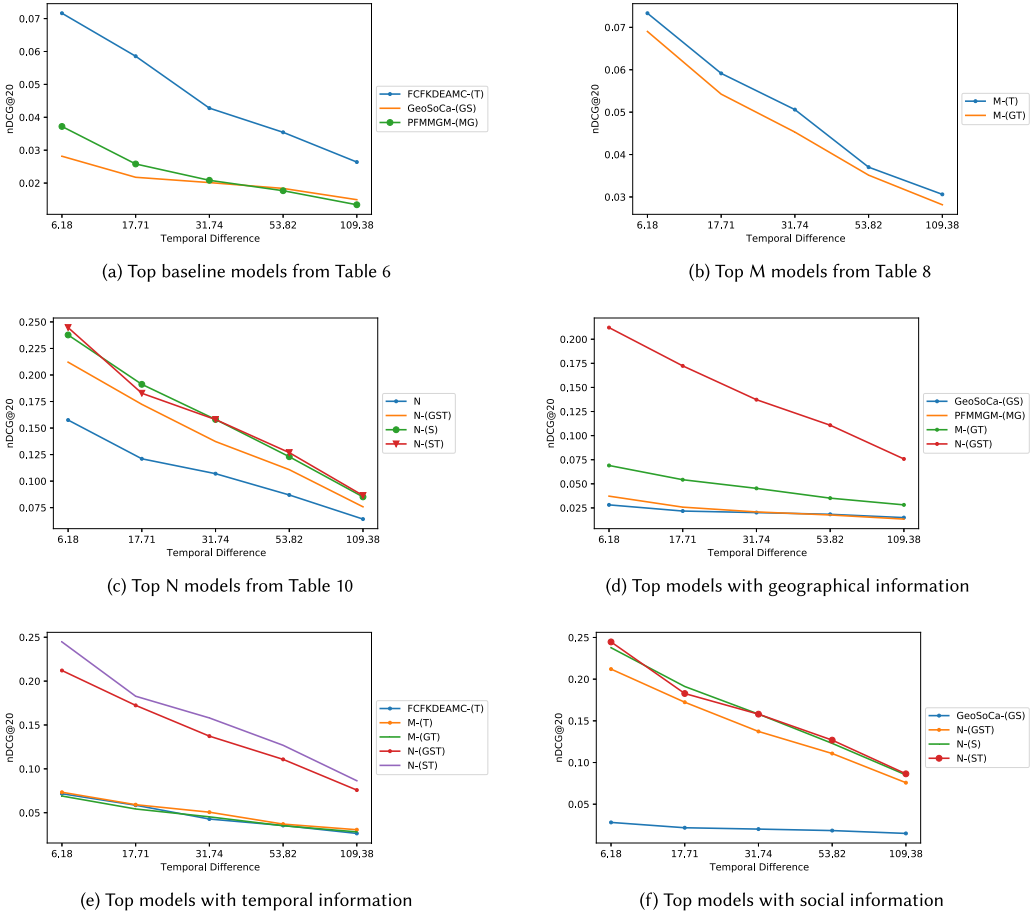 0.07
0.06
0.05
0.04
0.03
0.02
nDCG@20
6.18 17,71 31,74 53,82 109.38
Temporal Difference
FCFKDEAMC-(T)
GeoSoCa-(GS)
PFMMGM-(MG)
(a) Top baseline models from Table 6
0.07
0.06
0.05
0.04
0.03
nDCG@20
6.18 17,71 31,74 53,82 109.38
Temporal Difference
M-(T)
M-(GT)
(b) Top M models from Table 8
0.250
0.225
0.200
0.175
0.150
0.125
0.100
0.075
nDCG@20
6.18 17,71 31,74 53,82 109.38
Temporal Difference
N
N-(GST)
N-(S)
N-(ST)
(c) Top N models from Table 10
0.200
0.175
0.150
0.125
0.100
0.075
0.050
0.025
nDCG@20
6.18 17,71 31,74 53,82 109.38
Temporal Difference
GeoSoCa-(GS)
PFMMGM-(MG)
M-(GT)
N-(GST)
(d) Top models with geographical information
0.25
0.20
0.15
0.10
0.05
nDCG@20
6.18 17,71 31,74 53,82 109.38
Temporal Difference
FCFKDEAMC-(T)
M-(T)
M-(GT)
N-(GST)
N-(ST)
(e) Top models with temporal information
0.25
0.20
0.15
0.10
0.05
nDCG@20
6.18 17,71 31,74 53,82 109.38
Temporal Difference
GeoSoCa-(GS)
N-(GST)
N-(S)
N-(ST)
(f) Top models with social information